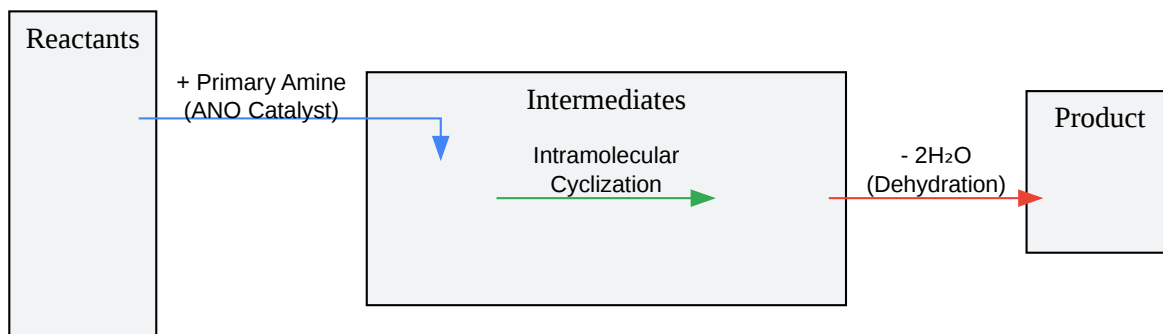 Reactants
+ Primary Amine
(ANO Catalyst)
Intermediates
Intramolecular
Cyclization
- 2H₂O
(Dehydration)
Product